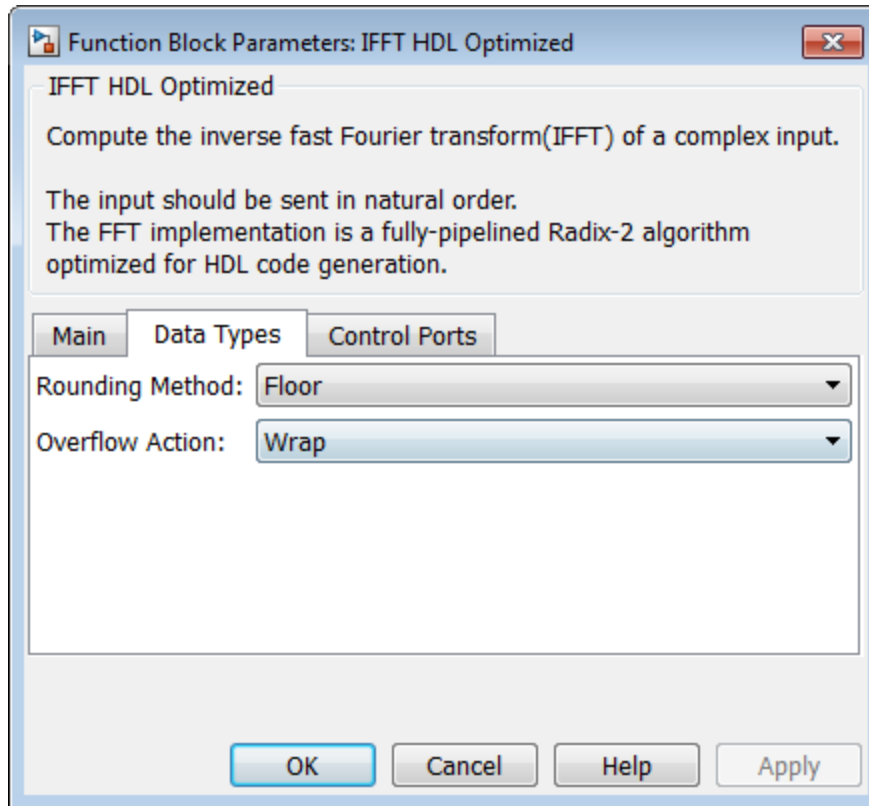 Function Block Parameters: IFFT HDL Optimized
IFFT HDL Optimized
Compute the inverse fast Fourier transform(IFFT) of a complex input.
The input should be sent in natural order.
The FFT implementation is a fully-pipelined Radix-2 algorithm
optimized for HDL code generation.
Main Data Types Control Ports
Rounding Method: Floor
Overflow Action: Wrap
OK Cancel Help Apply